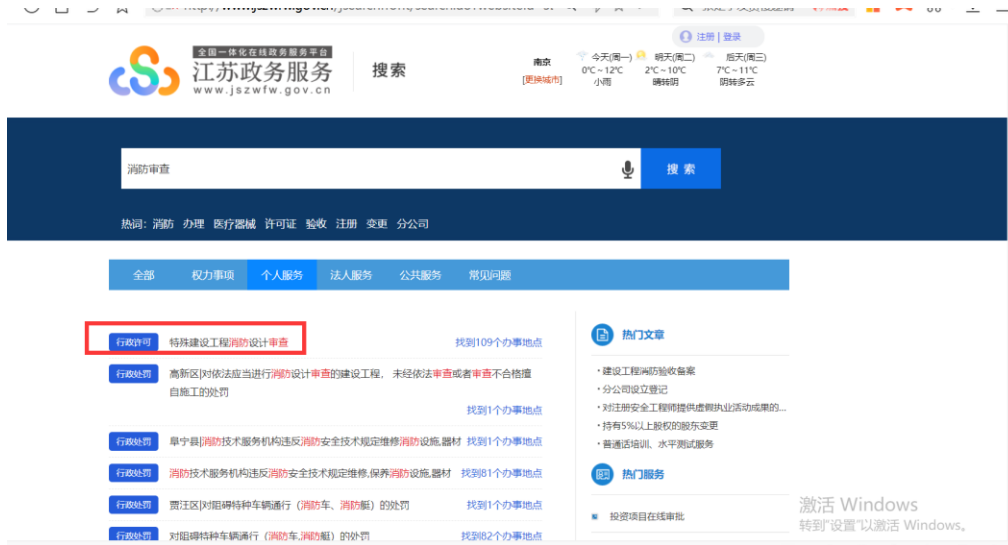 全国一体化在线政务服务平台
江苏政务服务
www.jszwfw.gov.cn
搜索
南京
[更换城市]
今天(周一)
0℃~12℃
小雨
明天(周二)
2℃~10℃
晴转阴
后天(周三)
7℃~11℃
阴转多云
注册 | 登录
消防审查
搜 索
热词: 消防 办理 医疗器械 许可证 验收 注册 变更 分公司
全部 权力事项 个人服务 法人服务 公共服务 常见问题
行政许可 特殊建设工程消防设计审查 找到109个办事地点
行政处罚 高新区|对依法应当进行消防设计审查的建设工程, 未经依法审查或者审查不合格擅
自施工的处罚
找到1个办事地点
行政处罚 阜宁县|消防技术服务机构违反消防安全技术规定维修消防设施,器材 找到1个办事地点
行政处罚 消防技术服务机构违反消防安全技术规定维修,保养消防设施,器材 找到81个办事地点
行政处罚 贾汪区|对阻碍特种车辆通行（消防车、消防艇）的处罚 找到1个办事地点
行政处罚 对阻碍特种车辆通行（消防车,消防艇）的处罚 找到82个办事地点
热门文章
·建设工程消防验收备案
·分公司设立登记
·对注册安全工程师提供虚假执业活动成果的...
·持有5%以上股权的股东变更
·普通话培训、水平测试服务
热门服务
投资项目在线审批
激活 Windows
转到"设置"以激活 Windows。